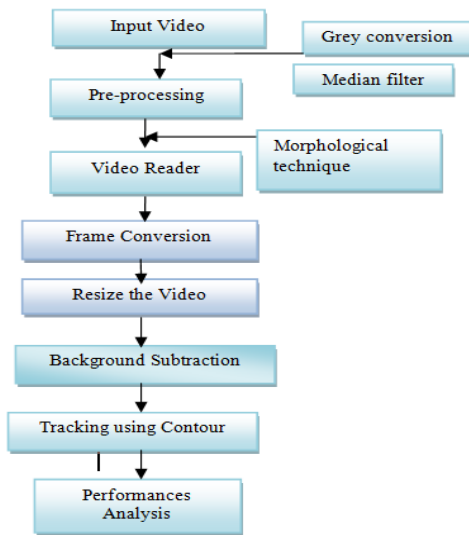 Input Video
Grey conversion
Median filter
Pre-processing
Morphological
technique
Video Reader
Frame Conversion
Resize the Video
Background Subtraction
Tracking using Contour
Performances
Analysis